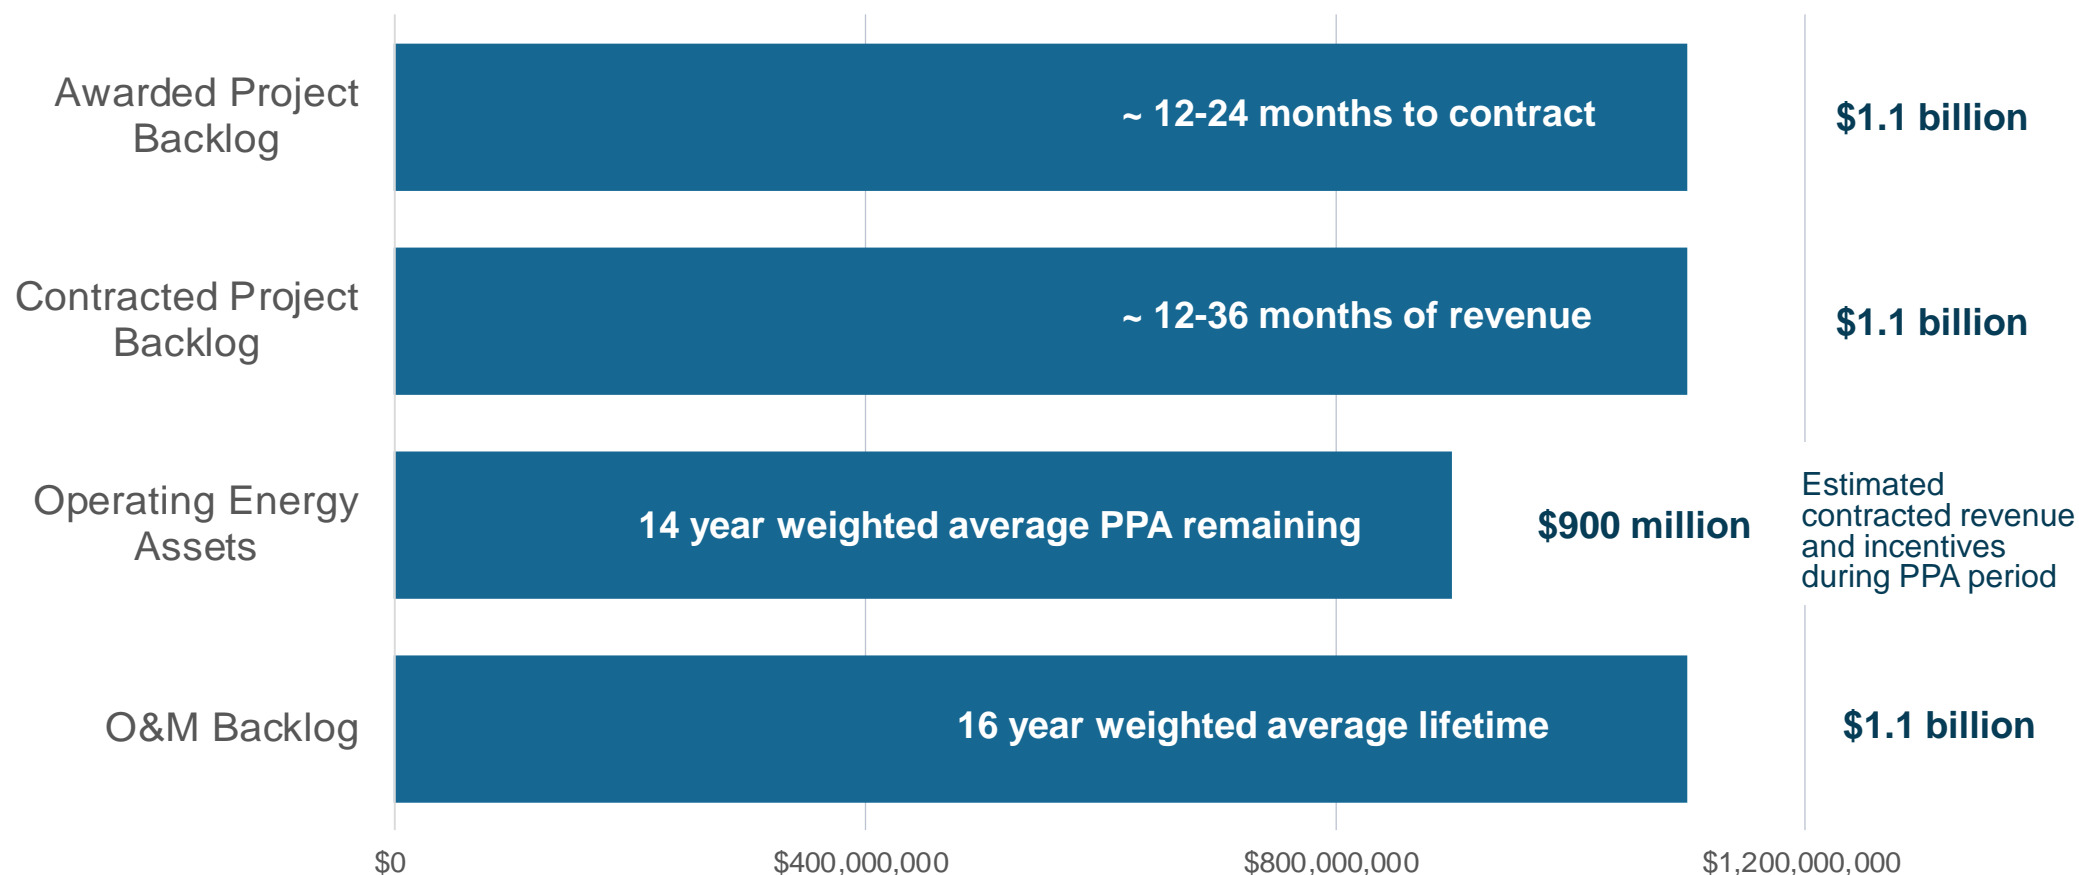 Awarded Project
Backlog
~ 12-24 months to contract
$1.1 billion
Contracted Project
Backlog
~ 12-36 months of revenue
$1.1 billion
Operating Energy
Assets
14 year weighted average PPA remaining
$900 million
Estimated
contracted revenue
and incentives
during PPA period
O&M Backlog
16 year weighted average lifetime
$1.1 billion
$0
$400,000,000
$800,000,000
$1,200,000,000